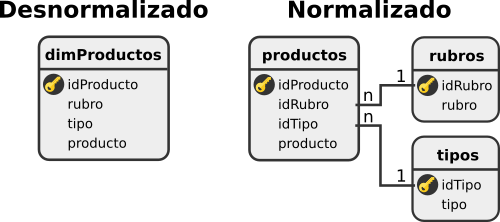 Desnormalizado
Normalizado
dimProductos
idProducto
rubro
tipo
producto
productos
idProducto
idRubro
idTipo
producto
n
1
n
1
rubros
idRubro
rubro
tipos
idTipo
tipo